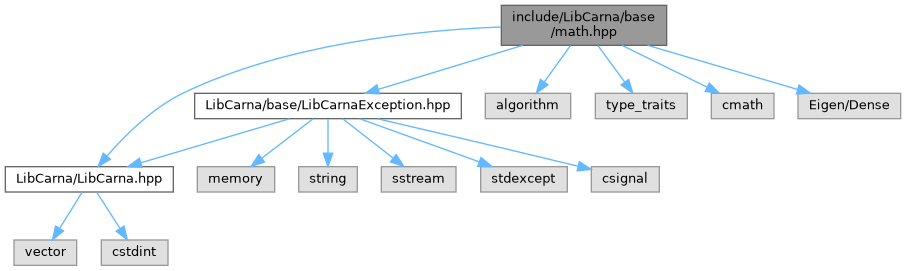 include/LibCarna/base
/math.hpp
LibCarna/base/LibCarnaException.hpp
algorithm
type_traits
cmath
Eigen/Dense
LibCarna/LibCarna.hpp
memory
string
sstream
stdexcept
csignal
vector
cstdint